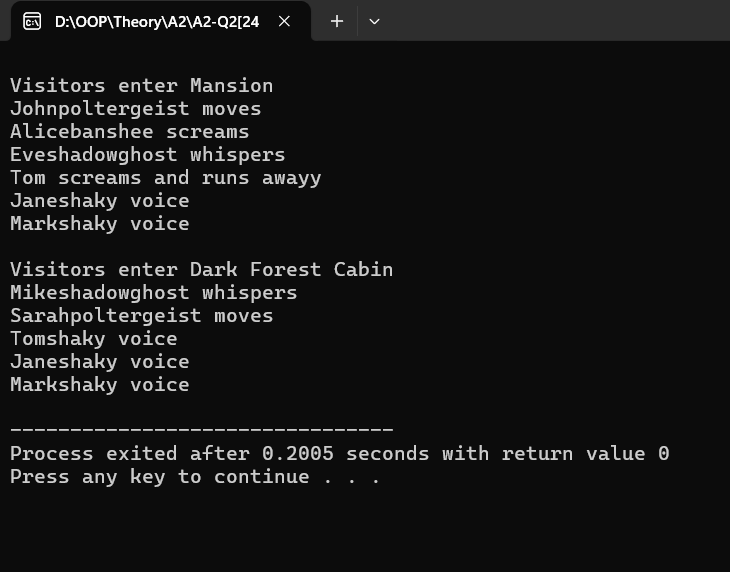 D:\OOP\Theory\A2\A2-Q2[24
Visitors enter Mansion
Johnpoltergeist moves
Alicebanshee screams
Eveshadowghost whispers
Tom screams and runs awayy
Janeshaky voice
Markshaky voice
Visitors enter Dark Forest Cabin
Mikeshadowghost whispers
Sarahpoltergeist moves
Tomshaky voice
Janeshaky voice
Markshaky voice
--------------------------------
Process exited after 0.2005 seconds with return value 0
Press any key to continue . . .